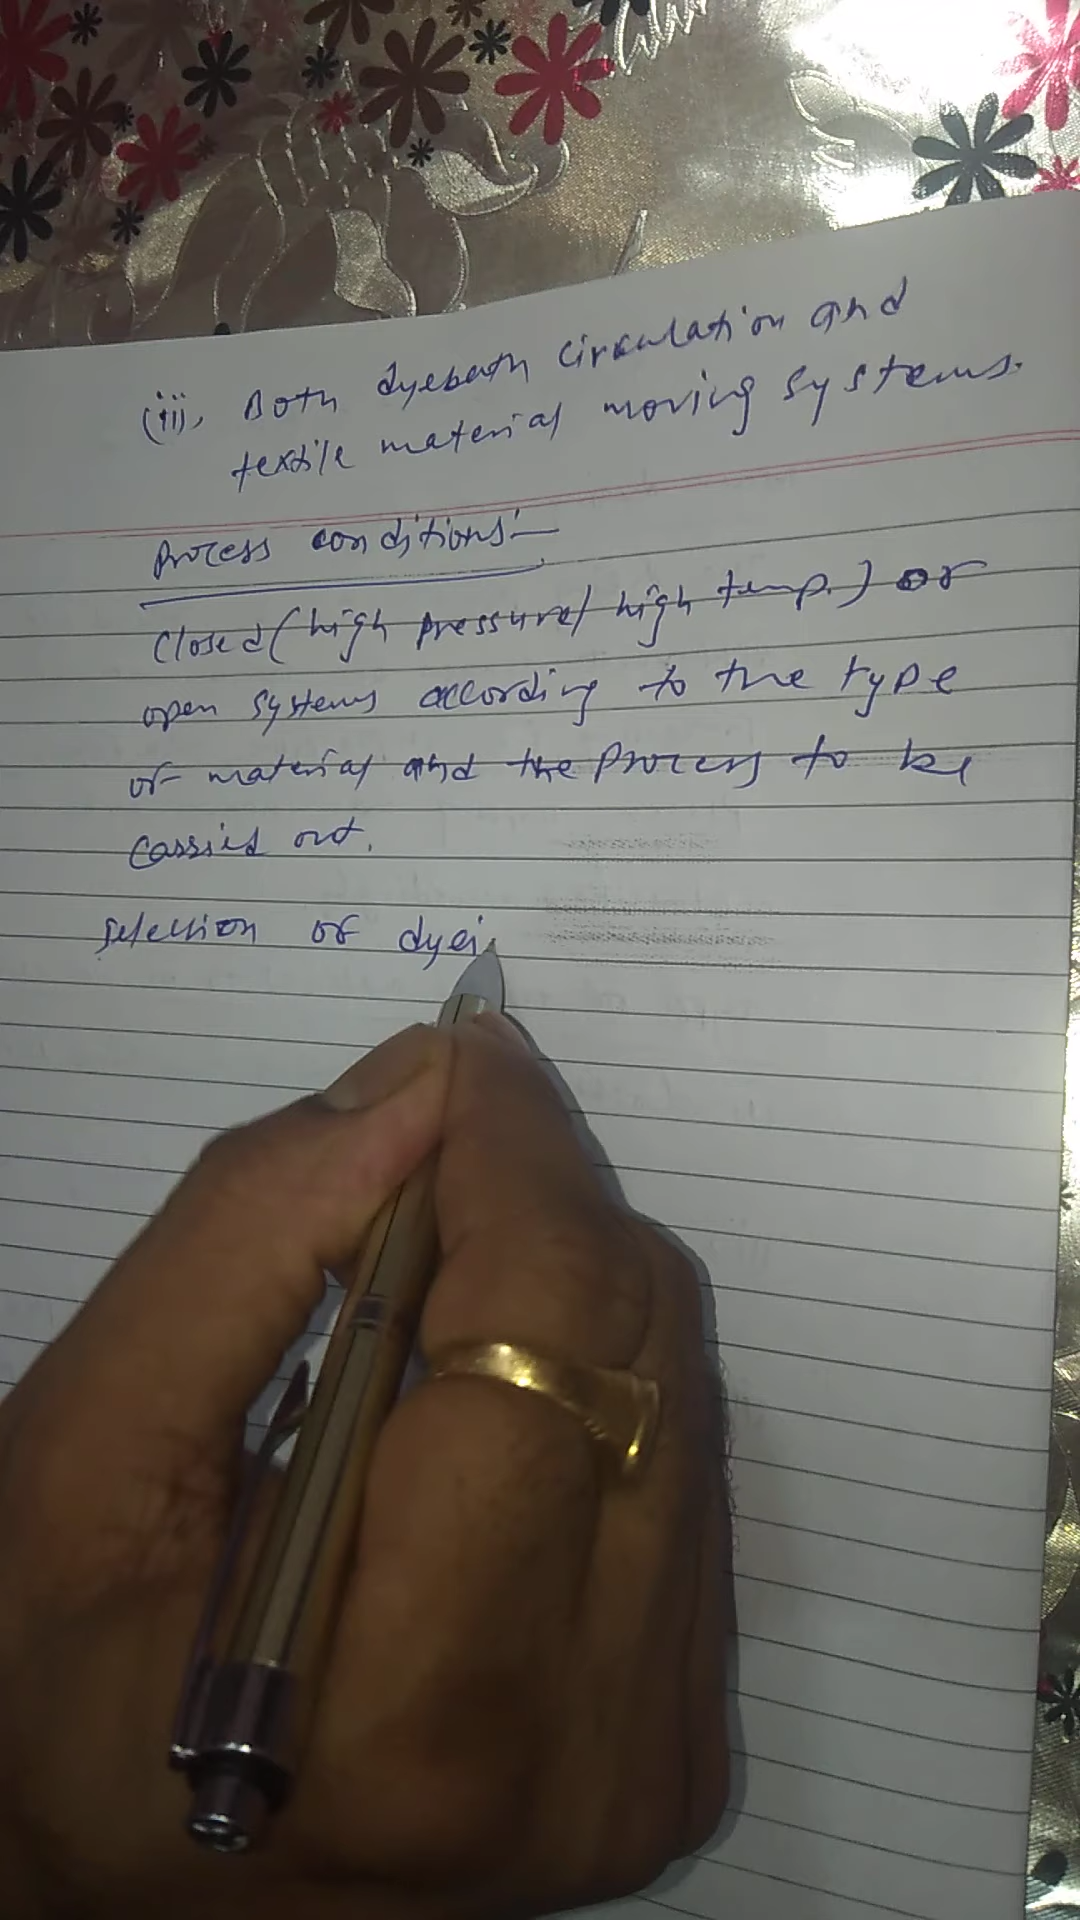 (iii), Both dyebath circulation and
textile material moving systems.
Process conditions:-
Closed (high pressure/high temp.) or
open systems according to the type
of material and the process to be
carried out.
selection of dyei